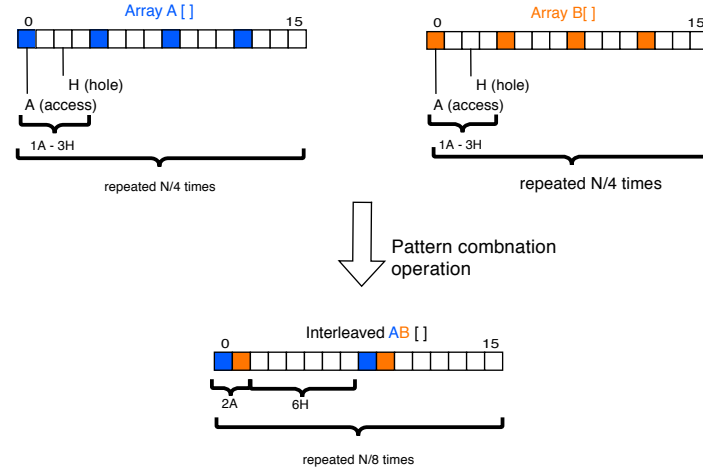 Array A [ ]
0 15
H (hole)
A (access)
1A - 3H
repeated N/4 times
Array B[ ]
0 15
H (hole)
A (access)
1A - 3H
repeated N/4 times
Pattern combnation
operation
Interleaved AB [ ]
0 15
2A 6H
repeated N/8 times